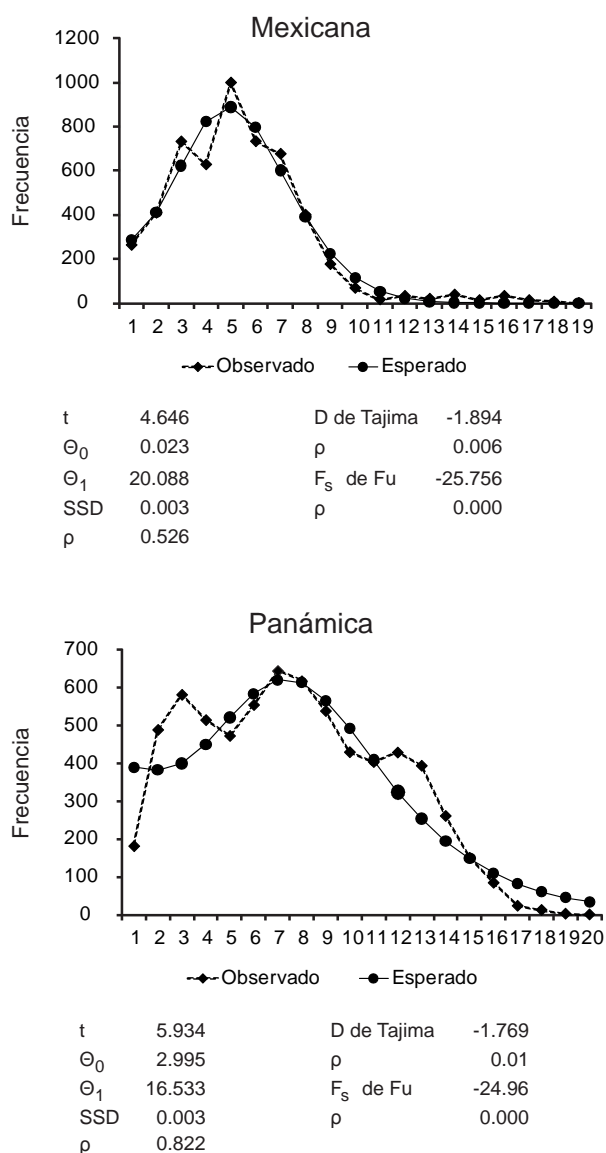 Mexicana
1200
1000
800
600
400
200
0
Frecuencia
1 2 3 4 5 6 7 8 9 10 11 12 13 14 15 16 17 18 19
Observado Esperado
t 4.646 D de Tajima -1.894
Θ0 0.023 ρ 0.006
Θ1 20.088 Fs de Fu -25.756
SSD 0.003 ρ 0.000
ρ 0.526
Panámica
700
600
500
400
300
200
100
0
Frecuencia
1 2 3 4 5 6 7 8 9 10 11 12 13 14 15 16 17 18 19 20
Observado Esperado
t 5.934 D de Tajima -1.769
Θ0 2.995 ρ 0.01
Θ1 16.533 Fs de Fu -24.96
SSD 0.003 ρ 0.000
ρ 0.822